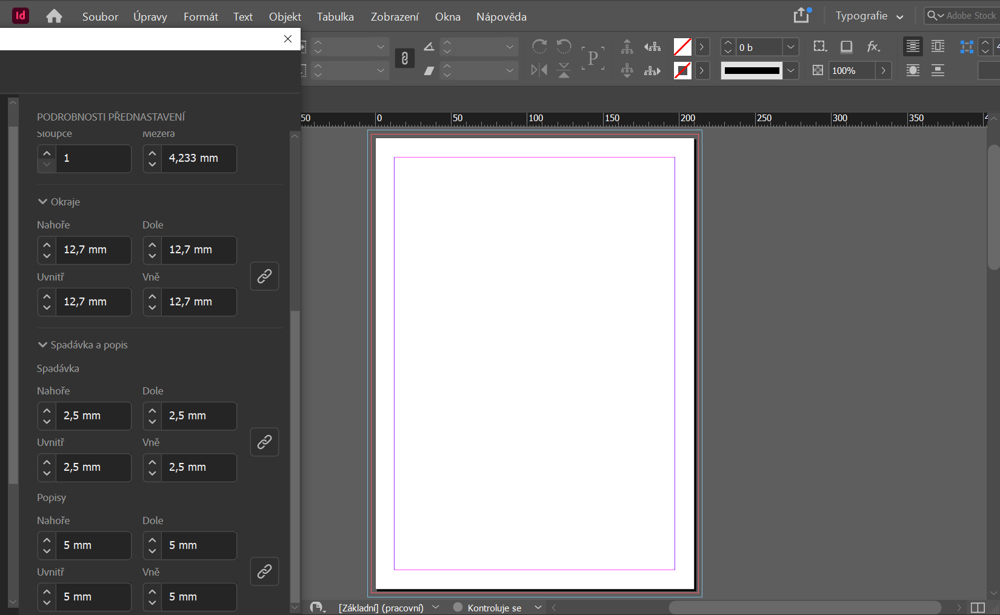 Id Soubor Úpravy Formát Text Objekt Tabulka Zobrazení Okna Nápověda Typografie Adobe Stock
P 0 b fx.
100%
PODROBNOSTI PŘEDNASTAVENÍ
50 0 50 100 150 200 250 300 350
Sloupce Mezera
1 4,233 mm
Okraje
Nahoře Dole
12,7 mm 12,7 mm
Uvnitř Vně
12,7 mm 12,7 mm
Spadávka a popis
Spadávka
Nahoře Dole
2,5 mm 2,5 mm
Uvnitř Vně
2,5 mm 2,5 mm
Popisy
Nahoře Dole
5 mm 5 mm
Uvnitř Vně
5 mm 5 mm
[Základní] (pracovní) Kontroluje se